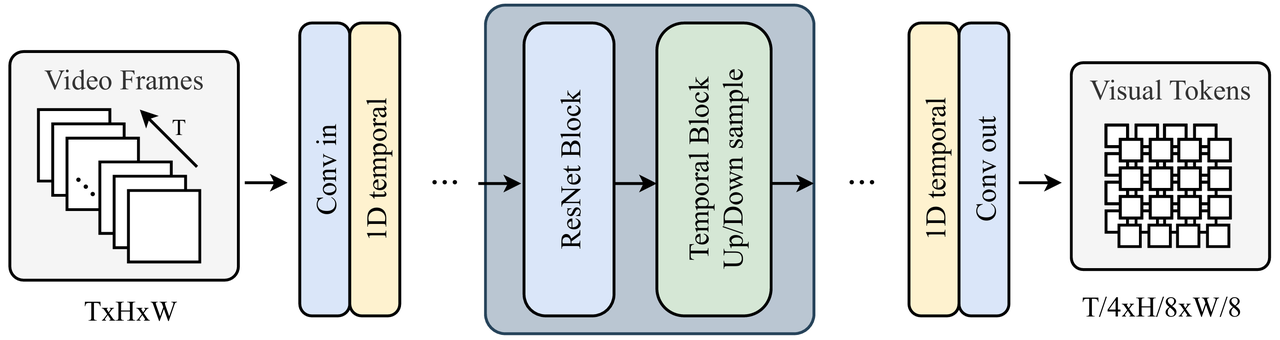 Video Frames
T
TxHxW
Conv in
1D temporal
...
ResNet Block
Temporal Block
Up/Down sample
...
1D temporal
Conv out
Visual Tokens
T/4xH/8xW/8